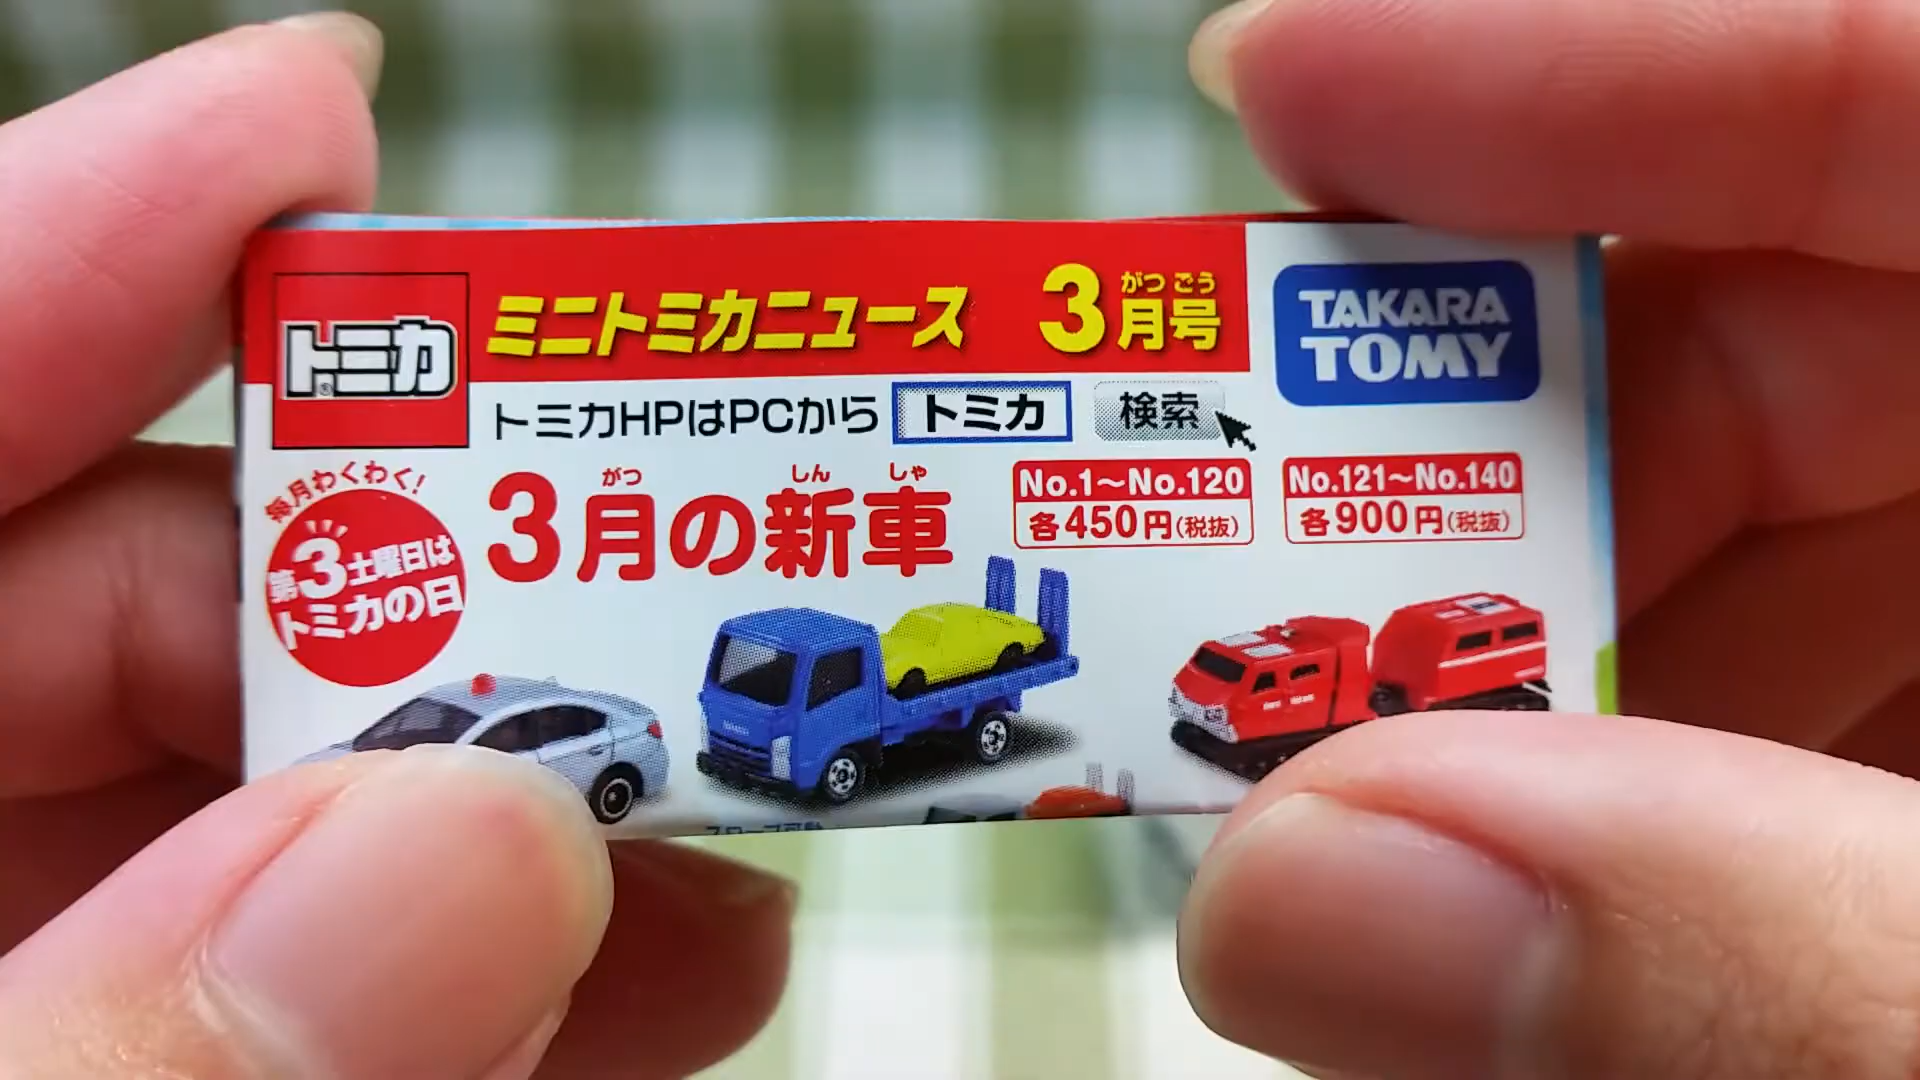 トミカ
ミニトミカニュース 3月号
がつ ごう
TAKARA
TOMY
トミカHPはPCから トミカ 検索
毎月わくわく!
第3土曜日は
トミカの日
がつ しん しゃ
3月の新車
No.1～No.120
各450円(税抜)
No.121～No.140
各900円(税抜)